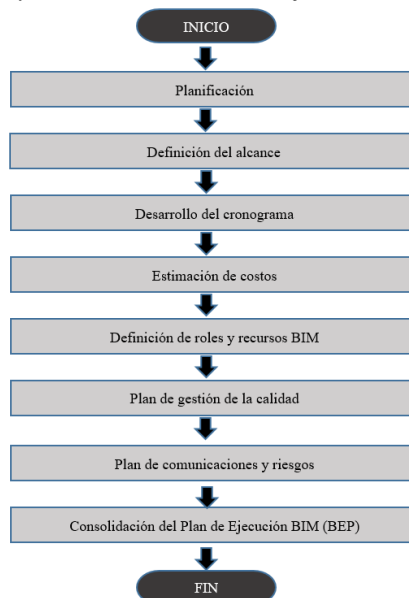 INICIO
Planificación
Definición del alcance
Desarrollo del cronograma
Estimación de costos
Definición de roles y recursos BIM
Plan de gestión de la calidad
Plan de comunicaciones y riesgos
Consolidación del Plan de Ejecución BIM (BEP)
FIN